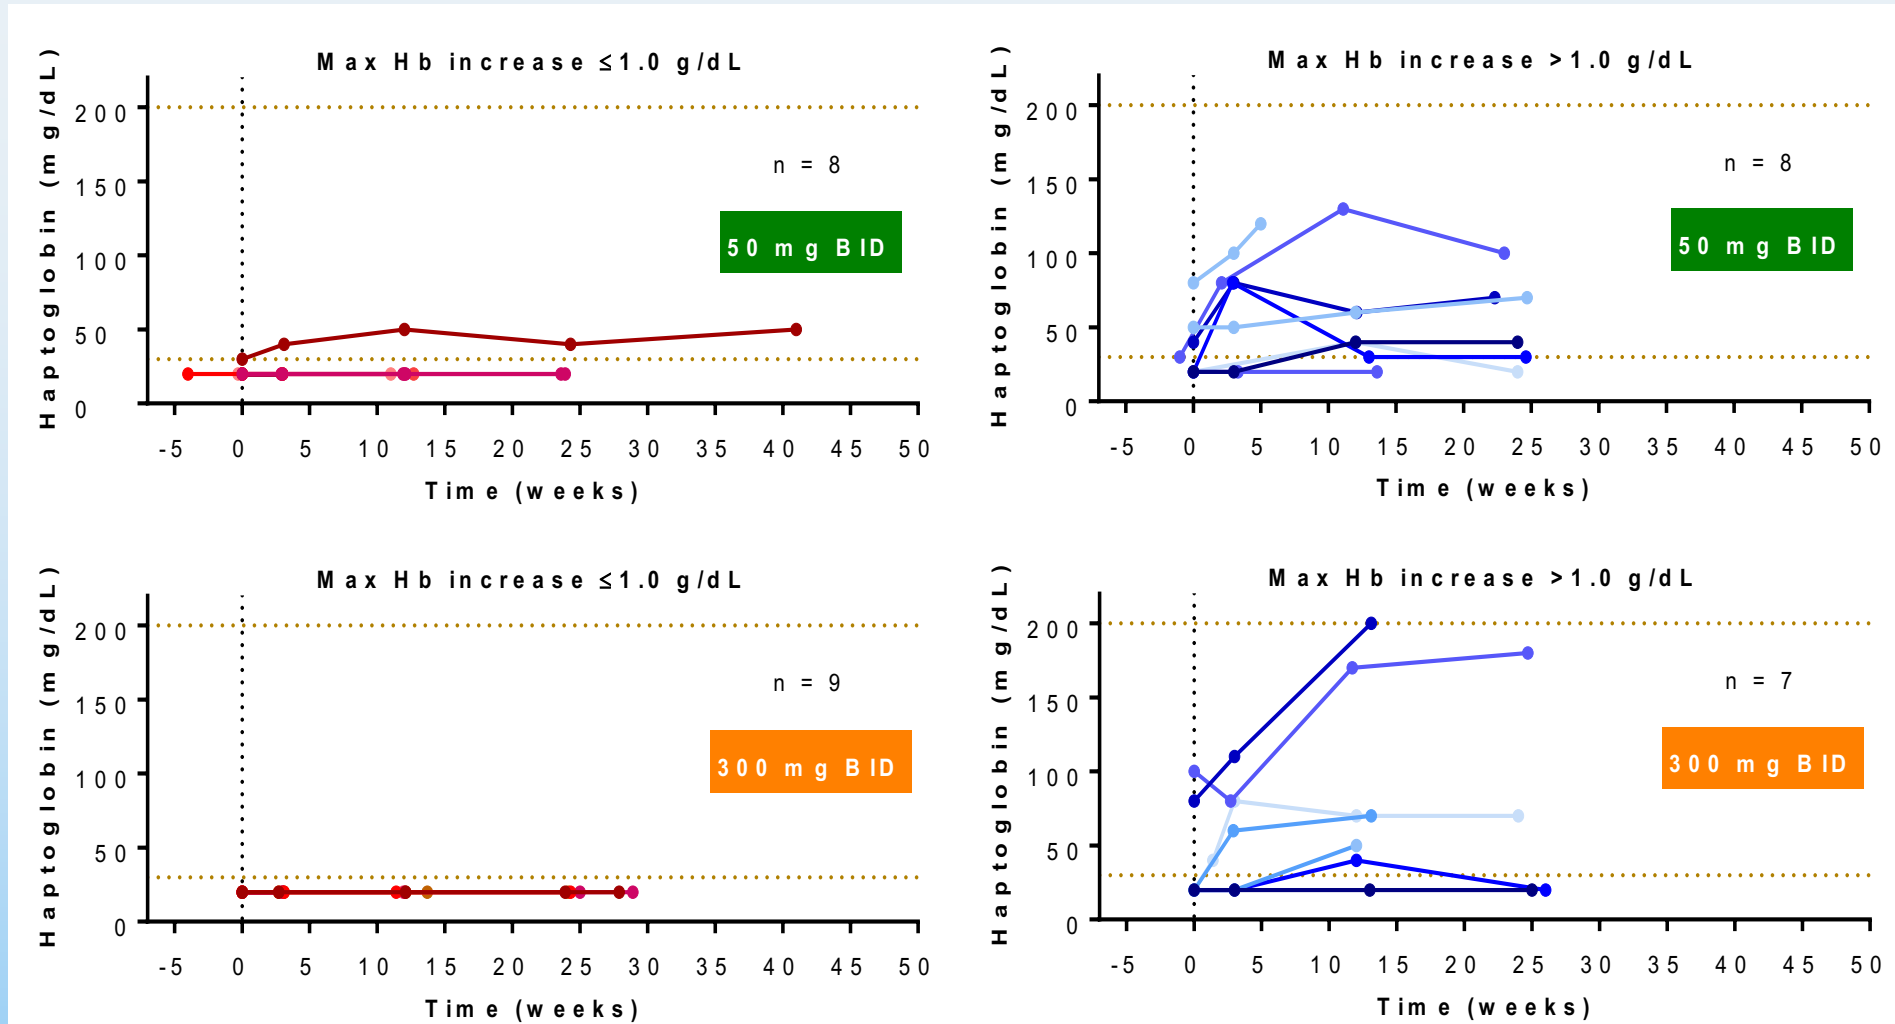 Max Hb increase ≤1.0 g/dL
Haptoglobin (mg/dL)
200
150
100
50
0
n = 8
50 mg BID
-5 0 5 10 15 20 25 30 35 40 45 50
Time (weeks)
Max Hb increase >1.0 g/dL
Haptoglobin (mg/dL)
200
150
100
50
0
n = 8
50 mg BID
-5 0 5 10 15 20 25 30 35 40 45 50
Time (weeks)
Max Hb increase ≤1.0 g/dL
Haptoglobin (mg/dL)
200
150
100
50
0
n = 9
300 mg BID
-5 0 5 10 15 20 25 30 35 40 45 50
Time (weeks)
Max Hb increase >1.0 g/dL
Haptoglobin (mg/dL)
200
150
100
50
0
n = 7
300 mg BID
-5 0 5 10 15 20 25 30 35 40 45 50
Time (weeks)